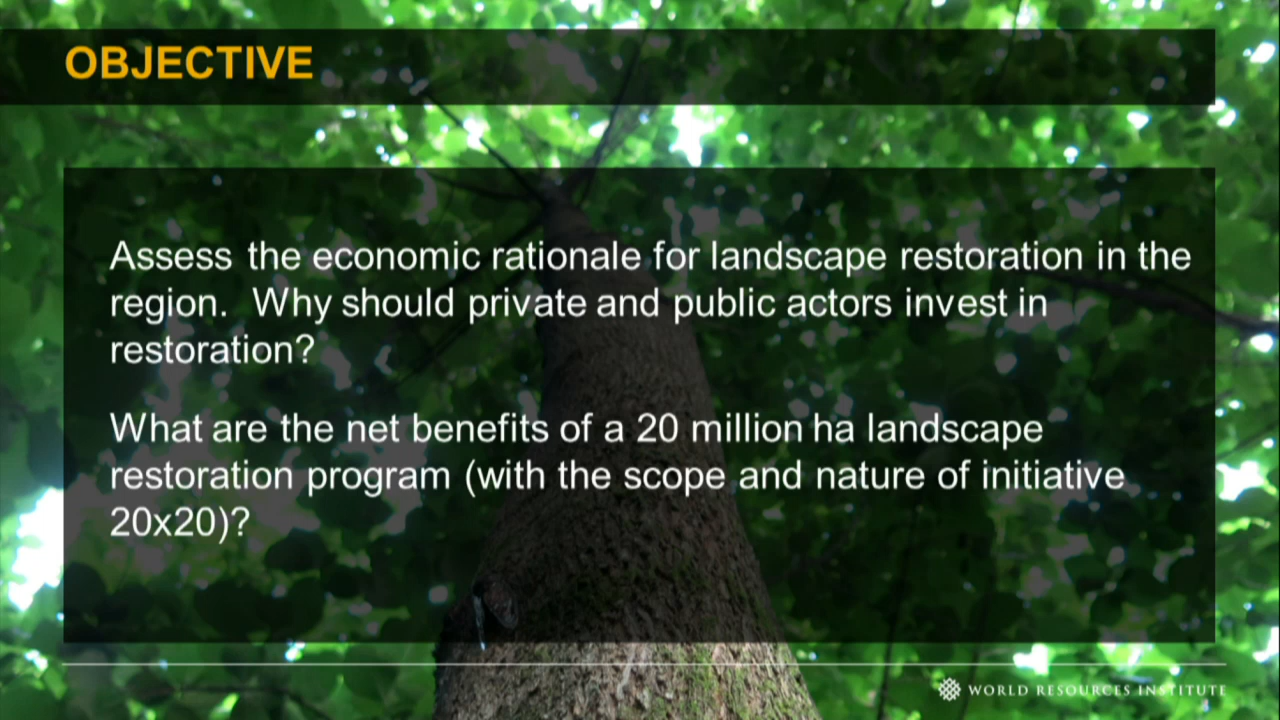 OBJECTIVE
Assess the economic rationale for landscape restoration in the
region. Why should private and public actors invest in
restoration?
What are the net benefits of a 20 million ha landscape
restoration program (with the scope and nature of initiative
20x20)?
WORLD RESOURCES INSTITUTE